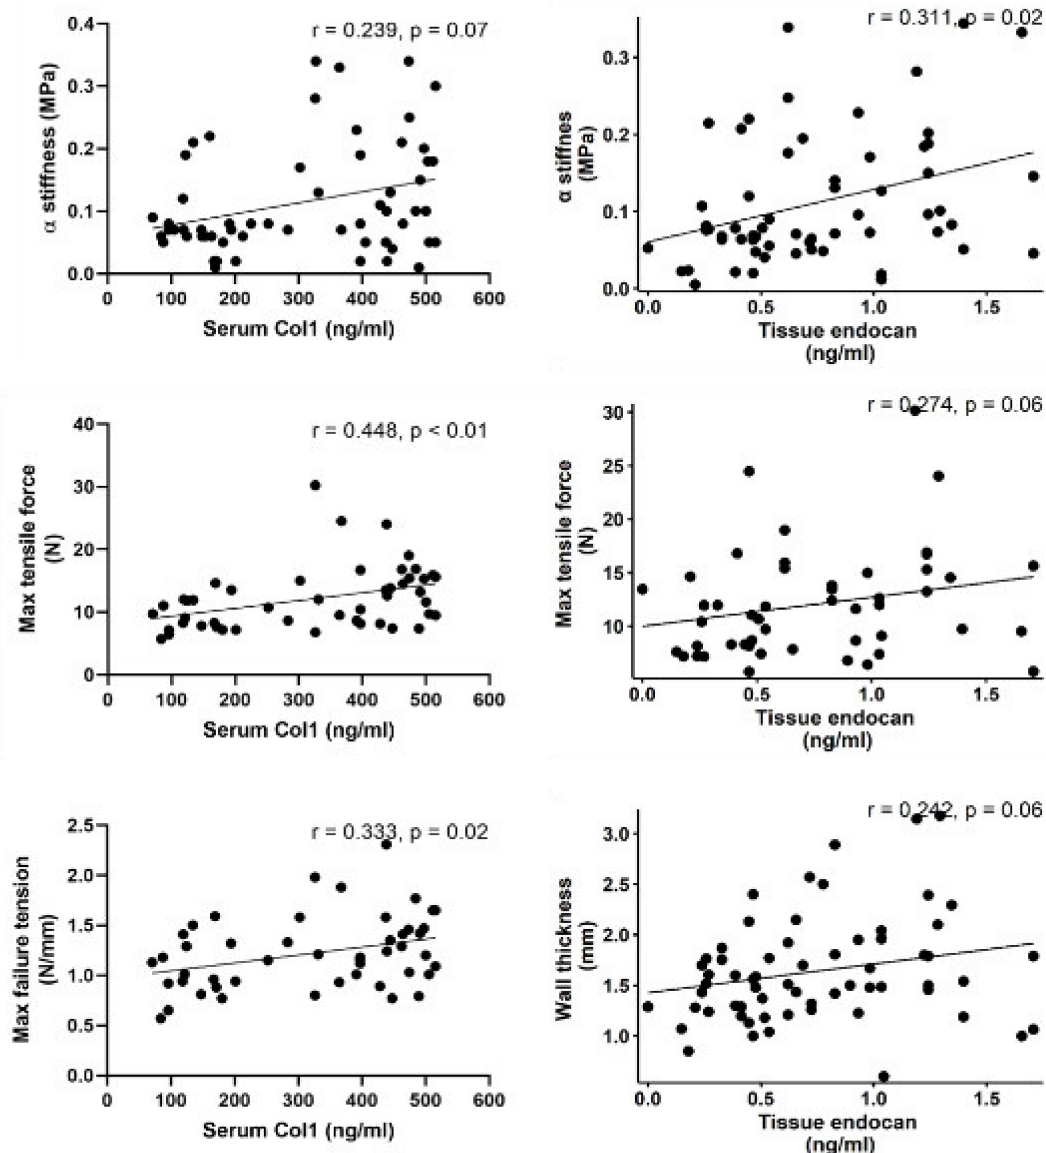 r = 0.239, p = 0.07
α stiffness (MPa)
0.4
0.3
0.2
0.1
0.0
0 100 200 300 400 500 600
Serum Col1 (ng/ml)
r = 0.311, p = 0.02
α stiffnes
(MPa)
0.3
0.2
0.1
0.0
0.0 0.5 1.0 1.5
Tissue endocan
(ng/ml)
r = 0.448, p < 0.01
Max tensile force
(N)
40
30
20
10
0
0 100 200 300 400 500 600
Serum Col1 (ng/ml)
r = 0.274, p = 0.06
Max tensile force
(N)
30
25
20
15
10
0.0 0.5 1.0 1.5
Tissue endocan
(ng/ml)
r = 0.333, p = 0.02
Max failure tension
(N/mm)
2.5
2.0
1.5
1.0
0.5
0.0
0 100 200 300 400 500 600
Serum Col1 (ng/ml)
r = 0.242, p = 0.06
Wall thickness
(mm)
3.0
2.5
2.0
1.5
1.0
0.0 0.5 1.0 1.5
Tissue endocan
(ng/ml)